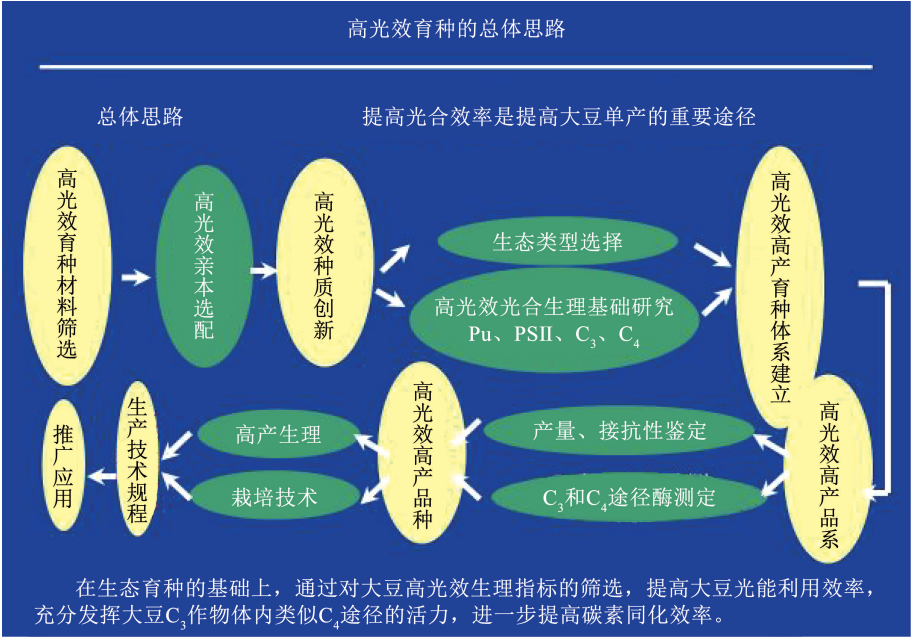 高光效育种的总体思路
总体思路
提高光合效率是提高大豆单产的重要途径
高光效育种材料筛选
高光效亲本选配
高光效种质创新
生态类型选择
高光效光合生理基础研究
Pu、PSII、C₃、C₄
高光效高产育种体系建立
高光效高产品系
产量、接抗性鉴定
C₃和C₄途径酶测定
高光效高产品种
高产生理
栽培技术
生产技术规程
推广应用
在生态育种的基础上，通过对大豆高光效生理指标的筛选，提高大豆光能利用效率，
充分发挥大豆C₃作物体内类似C₄途径的活力，进一步提高碳素同化效率。